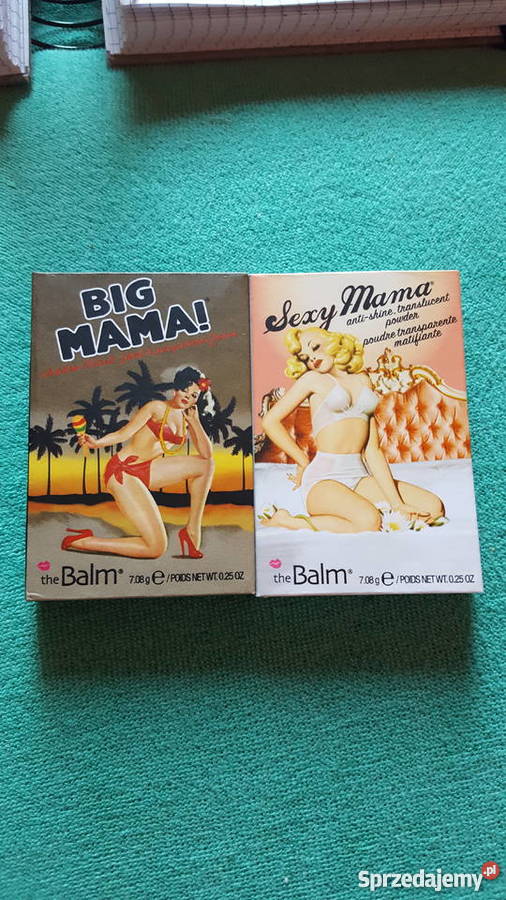 BIG
MAMA!
the Balm®
7.08 g e /POIDS NET WT. 0.25 OZ
Sexy Mama®
anti-shine translucent
powder
poudre transparente
matifiante
the Balm®
7.08 g e /POIDS NET WT. 0.25 OZ
Sprzedajemy.pl